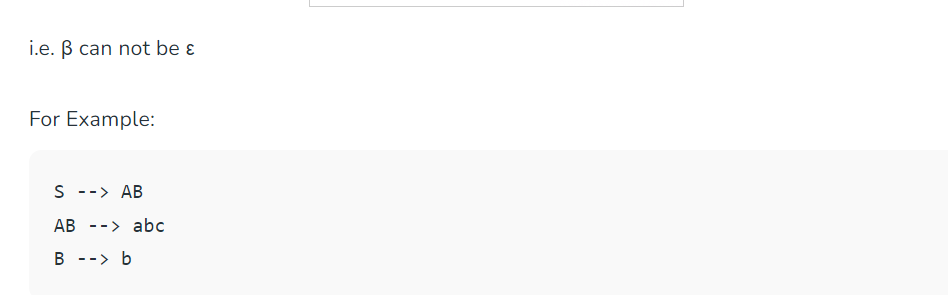 i.e. β can not be ε
For Example:
S --> AB
AB --> abc
B --> b